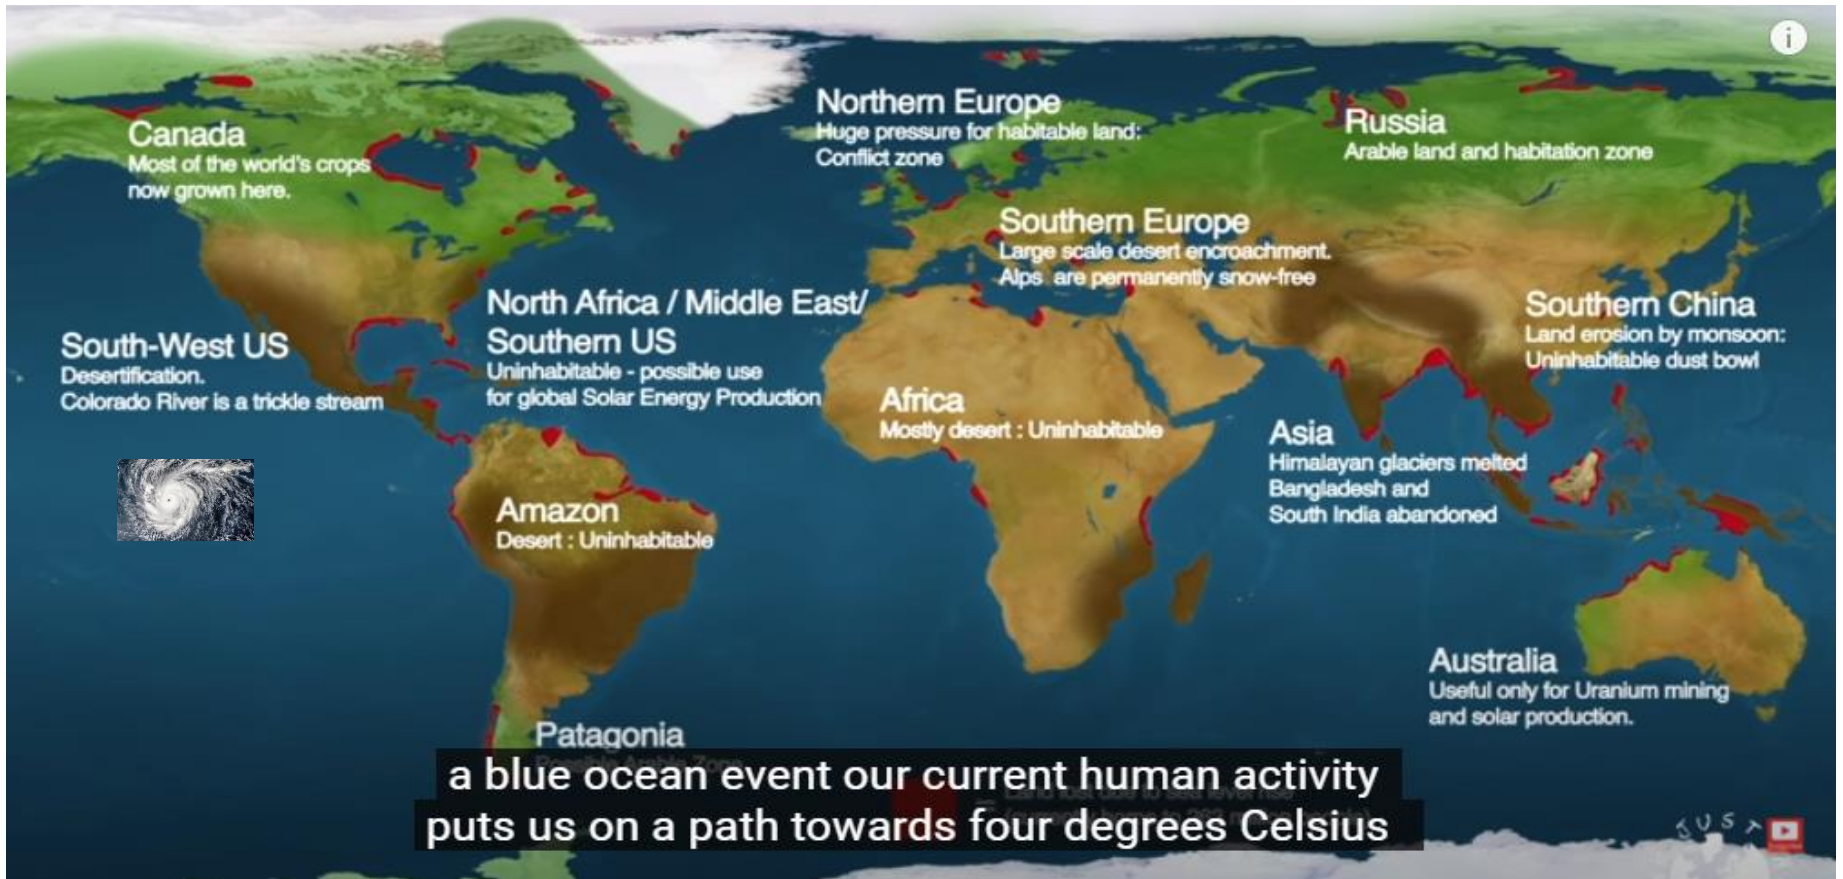 Northern Europe
Huge pressure for habitable land:
Conflict zone
Canada
Most of the world's crops
now grown here.
Russia
Arable land and habitation zone
Southern Europe
Large scale desert encroachment.
Alps are permanently snow-free
North Africa / Middle East/
Southern US
Uninhabitable - possible use
for global Solar Energy Production
South-West US
Desertification.
Colorado River is a trickle stream
Southern China
Land erosion by monsoon:
Uninhabitable dust bowl
Africa
Mostly desert : Uninhabitable
Asia
Himalayan glaciers melted
Bangladesh and
South India abandoned
Amazon
Desert : Uninhabitable
Australia
Useful only for Uranium mining
and solar production.
Patagonia
a blue ocean event our current human activity
puts us on a path towards four degrees Celsius
JUST